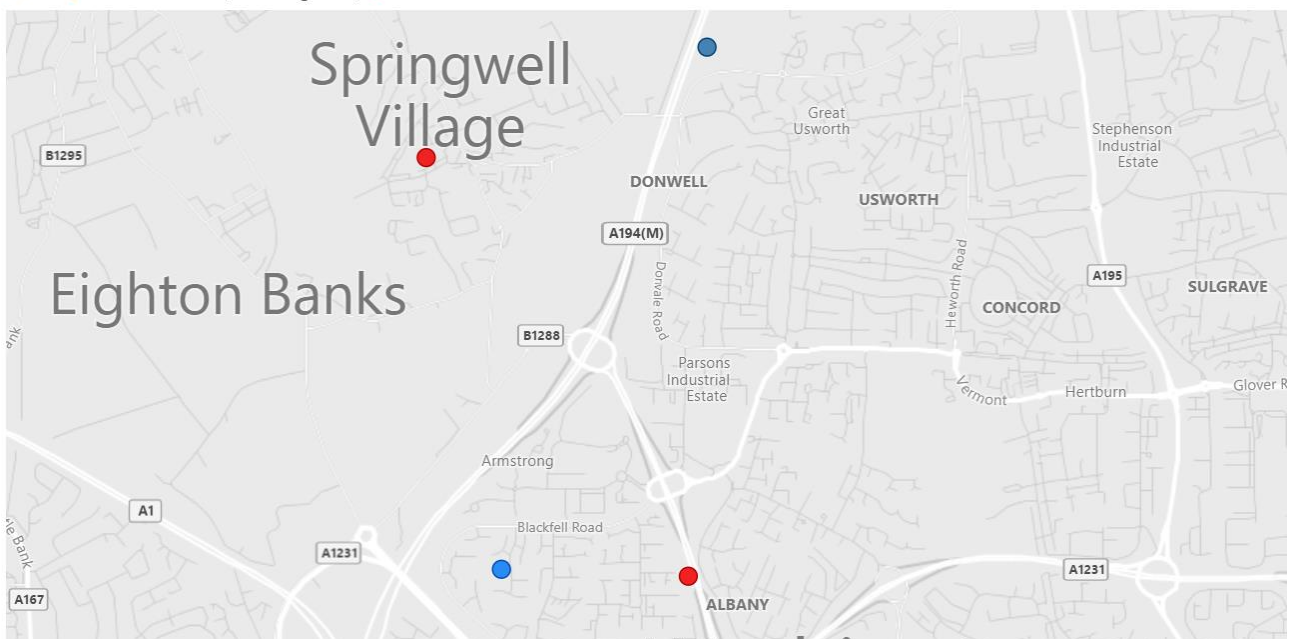 Springwell
Village
Great
Usworth
Stephenson
Industrial
Estate
B1295
DONWELL
USWORTH
A194(M)
Donvale Road
Heworth Road
A195
SULGRAVE
Eighton Banks
CONCORD
B1288
Parsons
Industrial
Estate
Vermont
Hertburn
Glover R
Armstrong
A1
Blackfell Road
A1231
A1231
A167
ALBANY